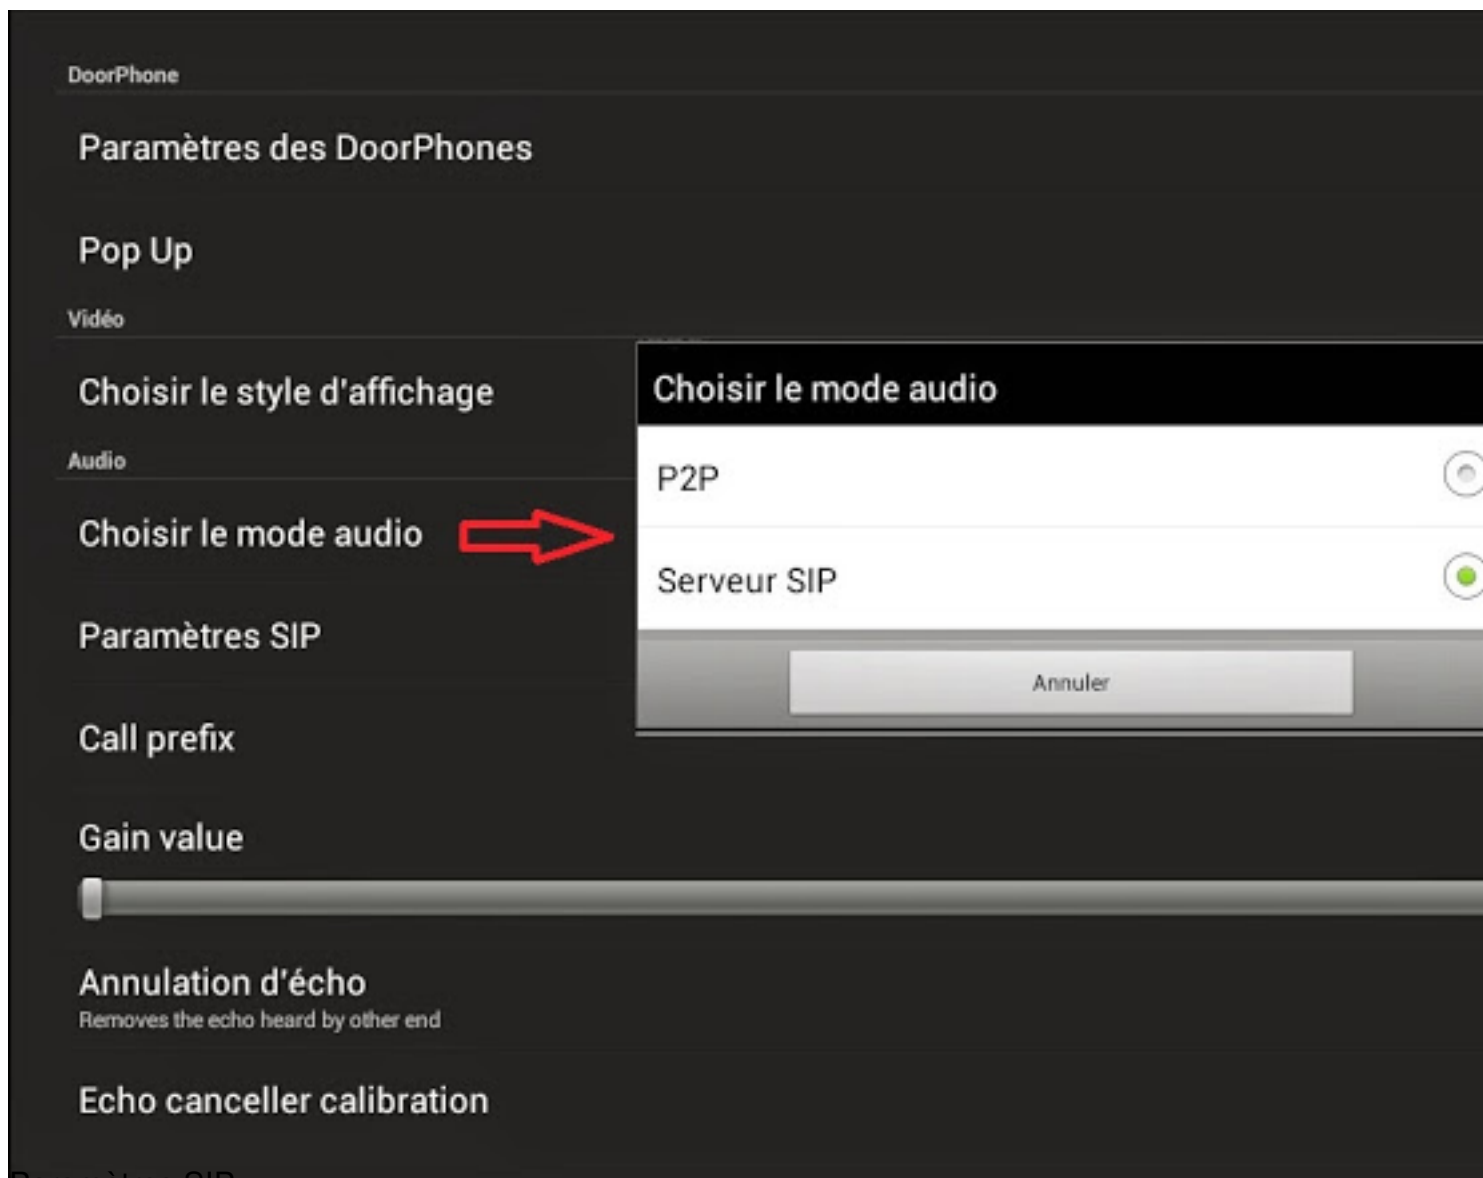 DoorPhone
Paramètres des DoorPhones
Pop Up
Vidéo
Choisir le style d'affichage
Audio
Choisir le mode audio
Paramètres SIP
Call prefix
Gain value
Annulation d'écho
Removes the echo heard by other end
Echo canceller calibration
Choisir le mode audio
P2P
Serveur SIP
Annuler